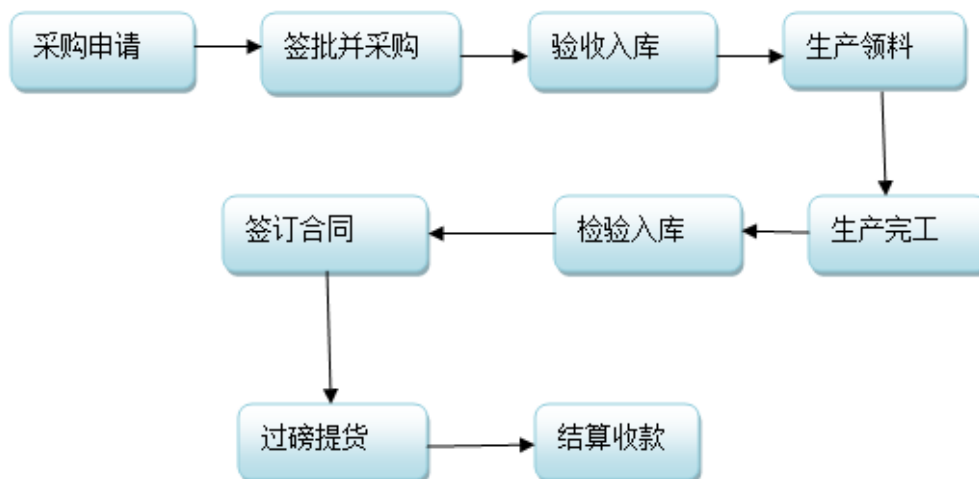 采购申请
签批并采购
验收入库
生产领料
生产完工
检验入库
签订合同
过磅提货
结算收款